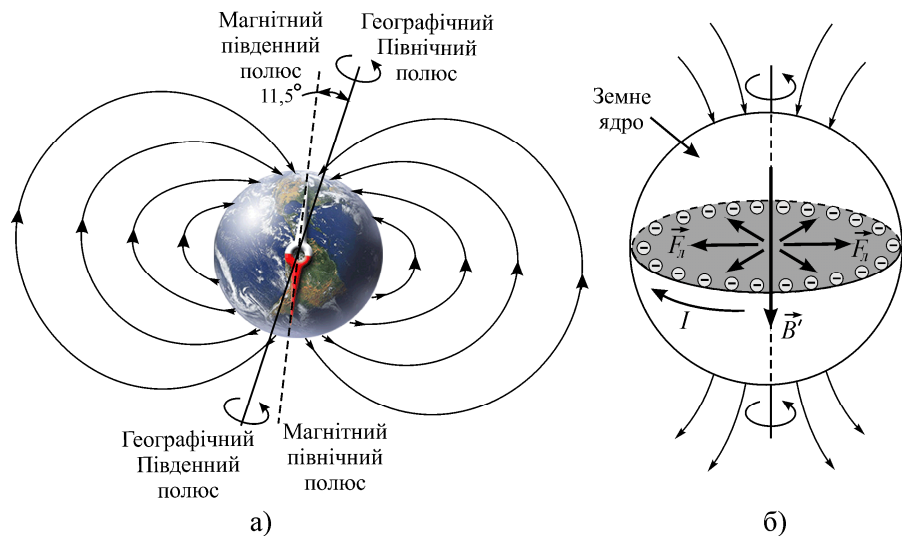 Магнітний
південний
полюс
11,5°
Географічний
Північний
полюс
Географічний
Південний
полюс
Магнітний
північний
полюс
а)
Земне
ядро
F⃗л
F⃗л
I
B⃗′
б)